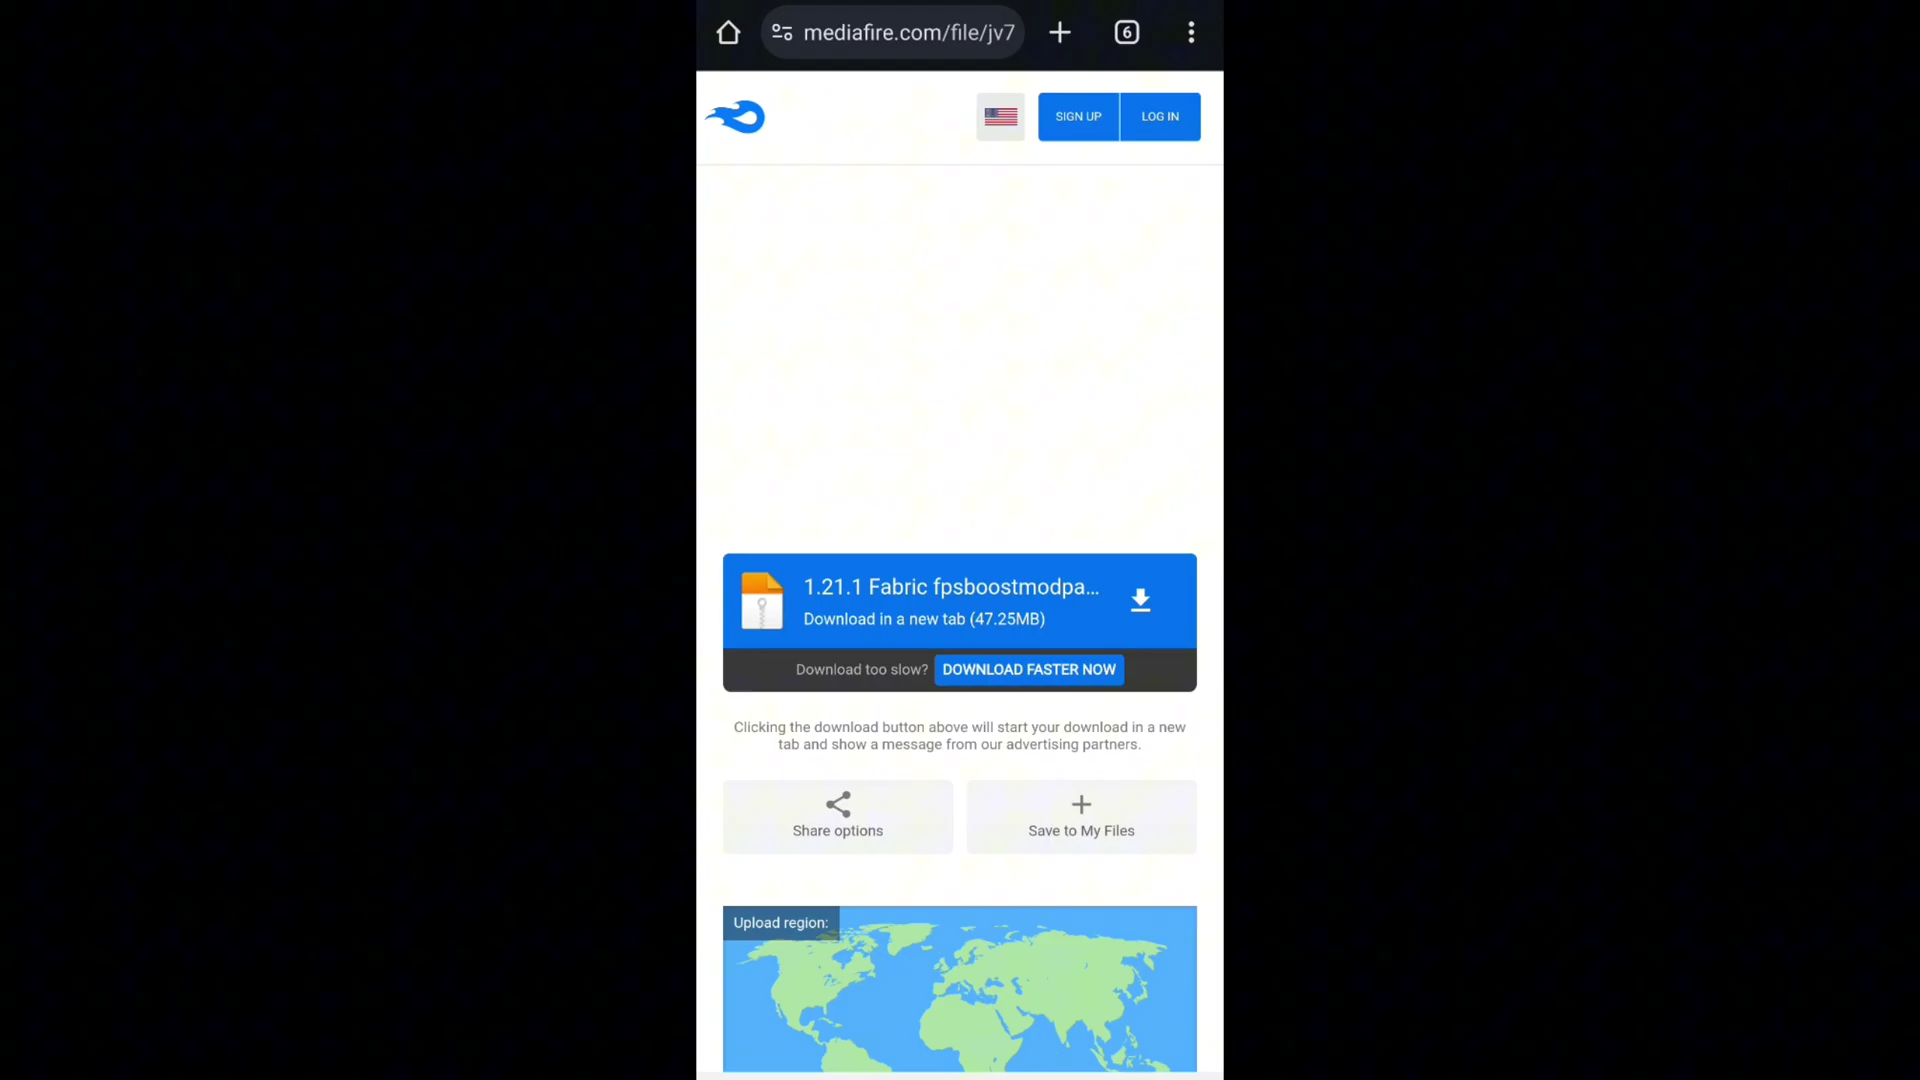 mediafire.com/file/jv7
6
SIGN UP
LOG IN
1.21.1 Fabric fpsboostmodpa...
Download in a new tab (47.25MB)
Download too slow? DOWNLOAD FASTER NOW
Clicking the download button above will start your download in a new
tab and show a message from our advertising partners.
Share options
Save to My Files
Upload region: